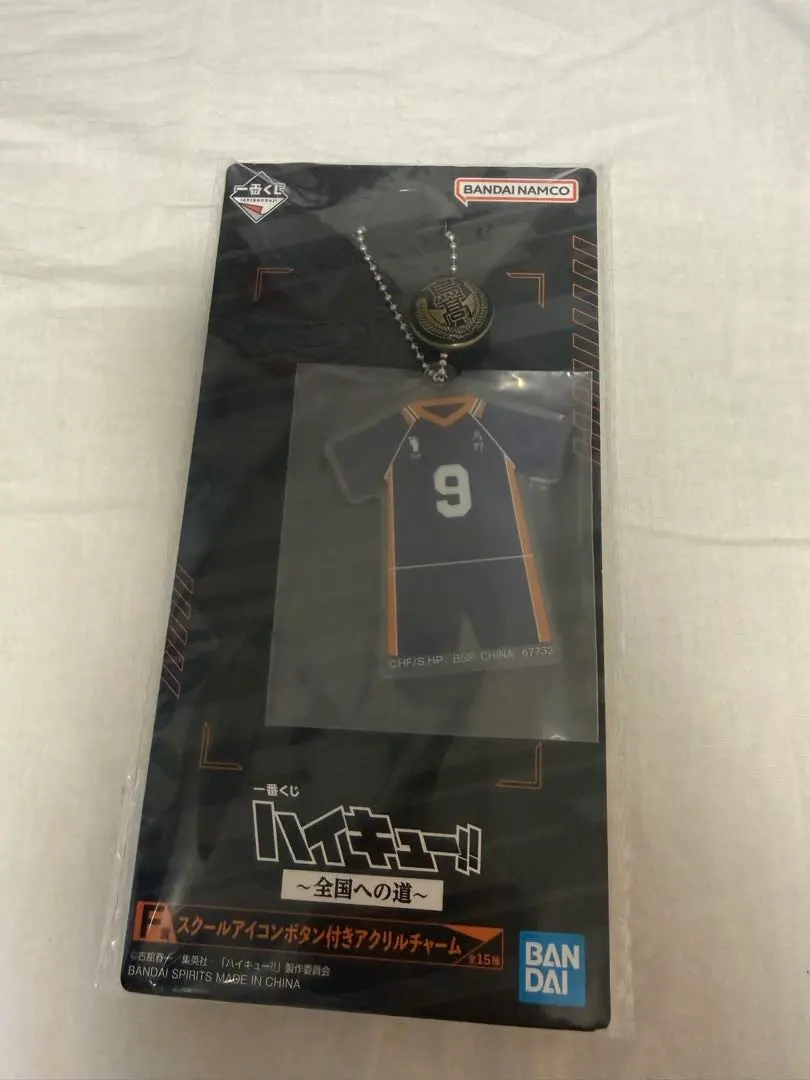 一番くじ
ichibankuji
BANDAI NAMCO
烏野
9
©HF/S,HP BSP CHINA 67732
一番くじ
ハイキュー!!
~全国への道~
F賞 スクールアイコンボタン付きアクリルチャーム 全15種
©古舘春一/集英社・「ハイキュー!!」製作委員会
BANDAI SPIRITS MADE IN CHINA
BAN
DAI